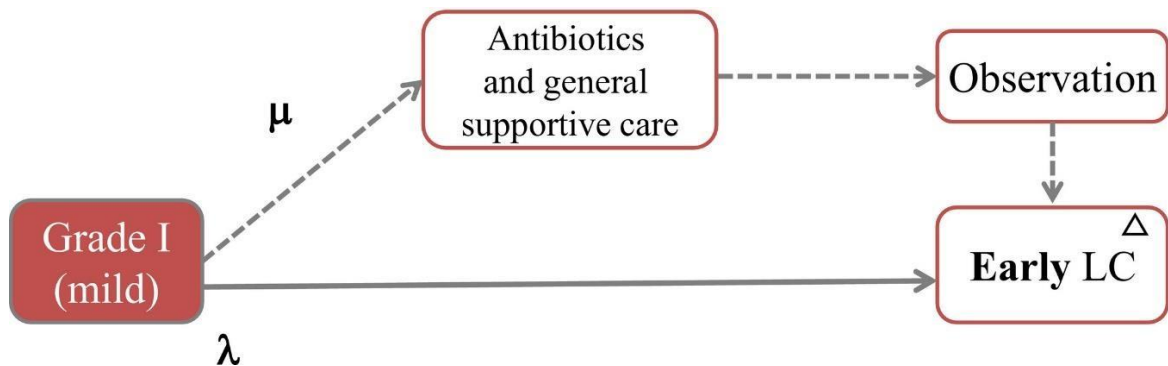 Antibiotics
and general
supportive care
Observation
μ
Grade I
(mild)
Early LC
λ